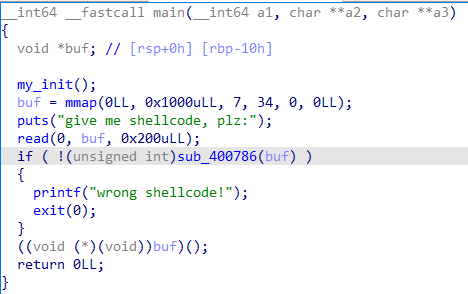 __int64 __fastcall main(__int64 a1, char **a2, char **a3)
{
  void *buf; // [rsp+0h] [rbp-10h]

  my_init();
  buf = mmap(0LL, 0x1000uLL, 7, 34, 0, 0LL);
  puts("give me shellcode, plz:");
  read(0, buf, 0x200uLL);
  if ( !(unsigned int)sub_400786(buf) )
  {
    printf("wrong shellcode!");
    exit(0);
  }
  ((void (*)(void))buf)();
  return 0LL;
}